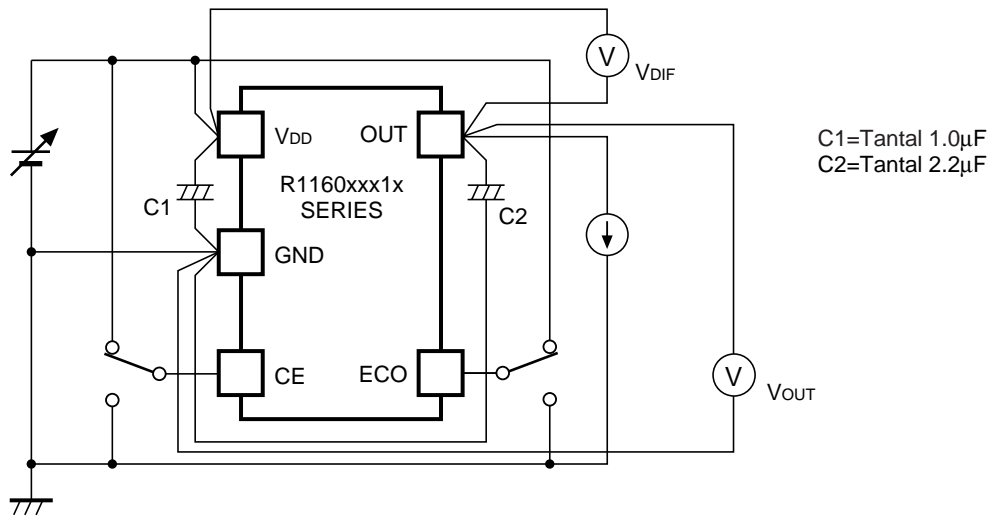 V
VDIF
VDD
OUT
C1=Tantal 1.0μF
C2=Tantal 2.2μF
R1160xxx1x
SERIES
C1
C2
GND
CE
ECO
V
VOUT